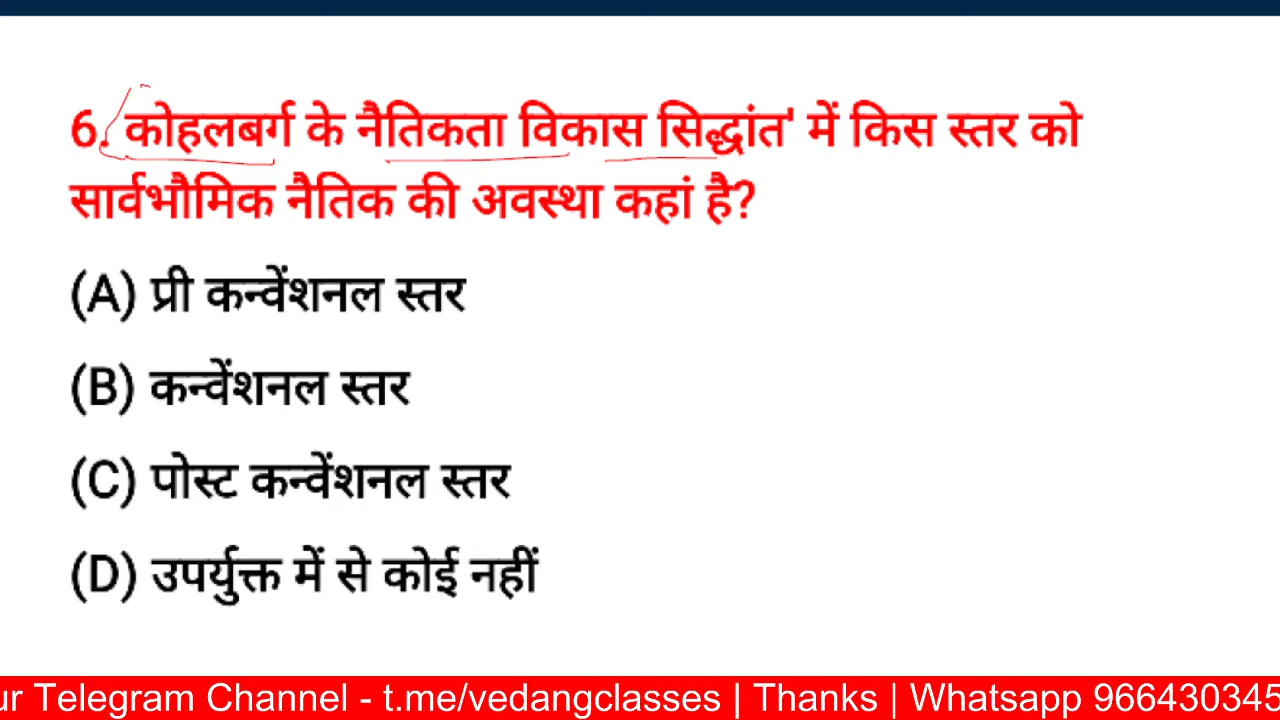 6. कोहलबर्ग के नैतिकता विकास सिद्धांत' में किस स्तर को
सार्वभौमिक नैतिक की अवस्था कहां है?
(A) प्री कन्वेंशनल स्तर
(B) कन्वेंशनल स्तर
(C) पोस्ट कन्वेंशनल स्तर
(D) उपर्युक्त में से कोई नहीं
ur Telegram Channel - t.me/vedangclasses | Thanks | Whatsapp 966430345